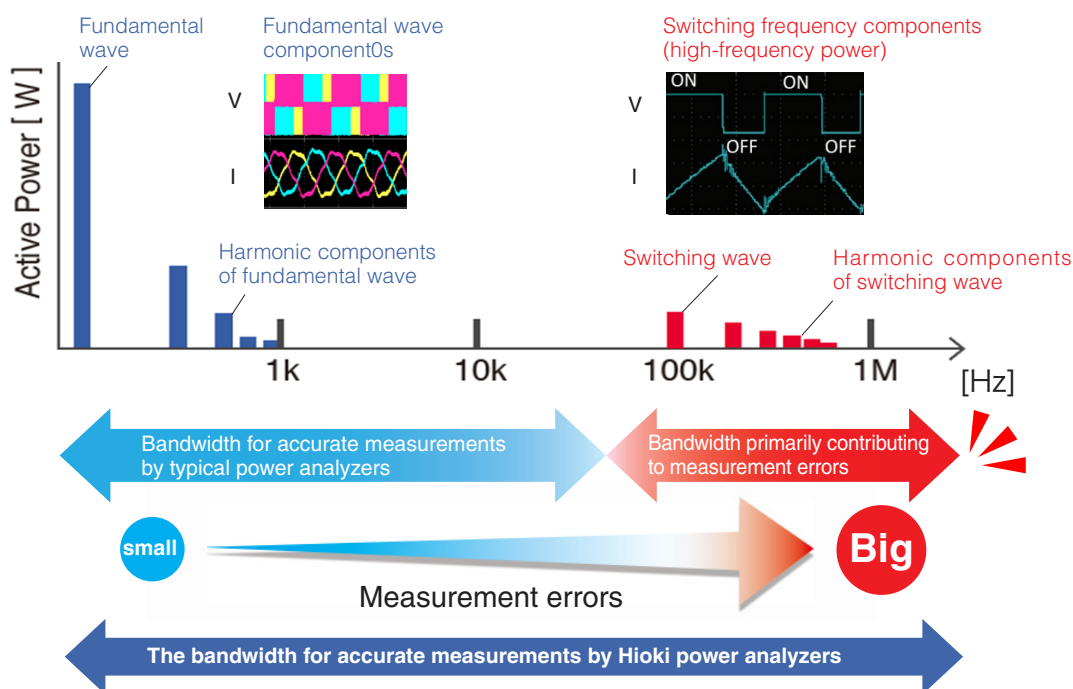 Fundamental
wave
Fundamental wave
component0s
Switching frequency components
(high-frequency power)
V
I
V
I
ON
ON
OFF
OFF
Active Power [ W ]
Harmonic components
of fundamental wave
Switching wave
Harmonic components
of switching wave
1k
10k
100k
1M
[Hz]
Bandwidth for accurate measurements
by typical power analyzers
Bandwidth primarily contributing
to measurement errors
small
Big
Measurement errors
The bandwidth for accurate measurements by Hioki power analyzers